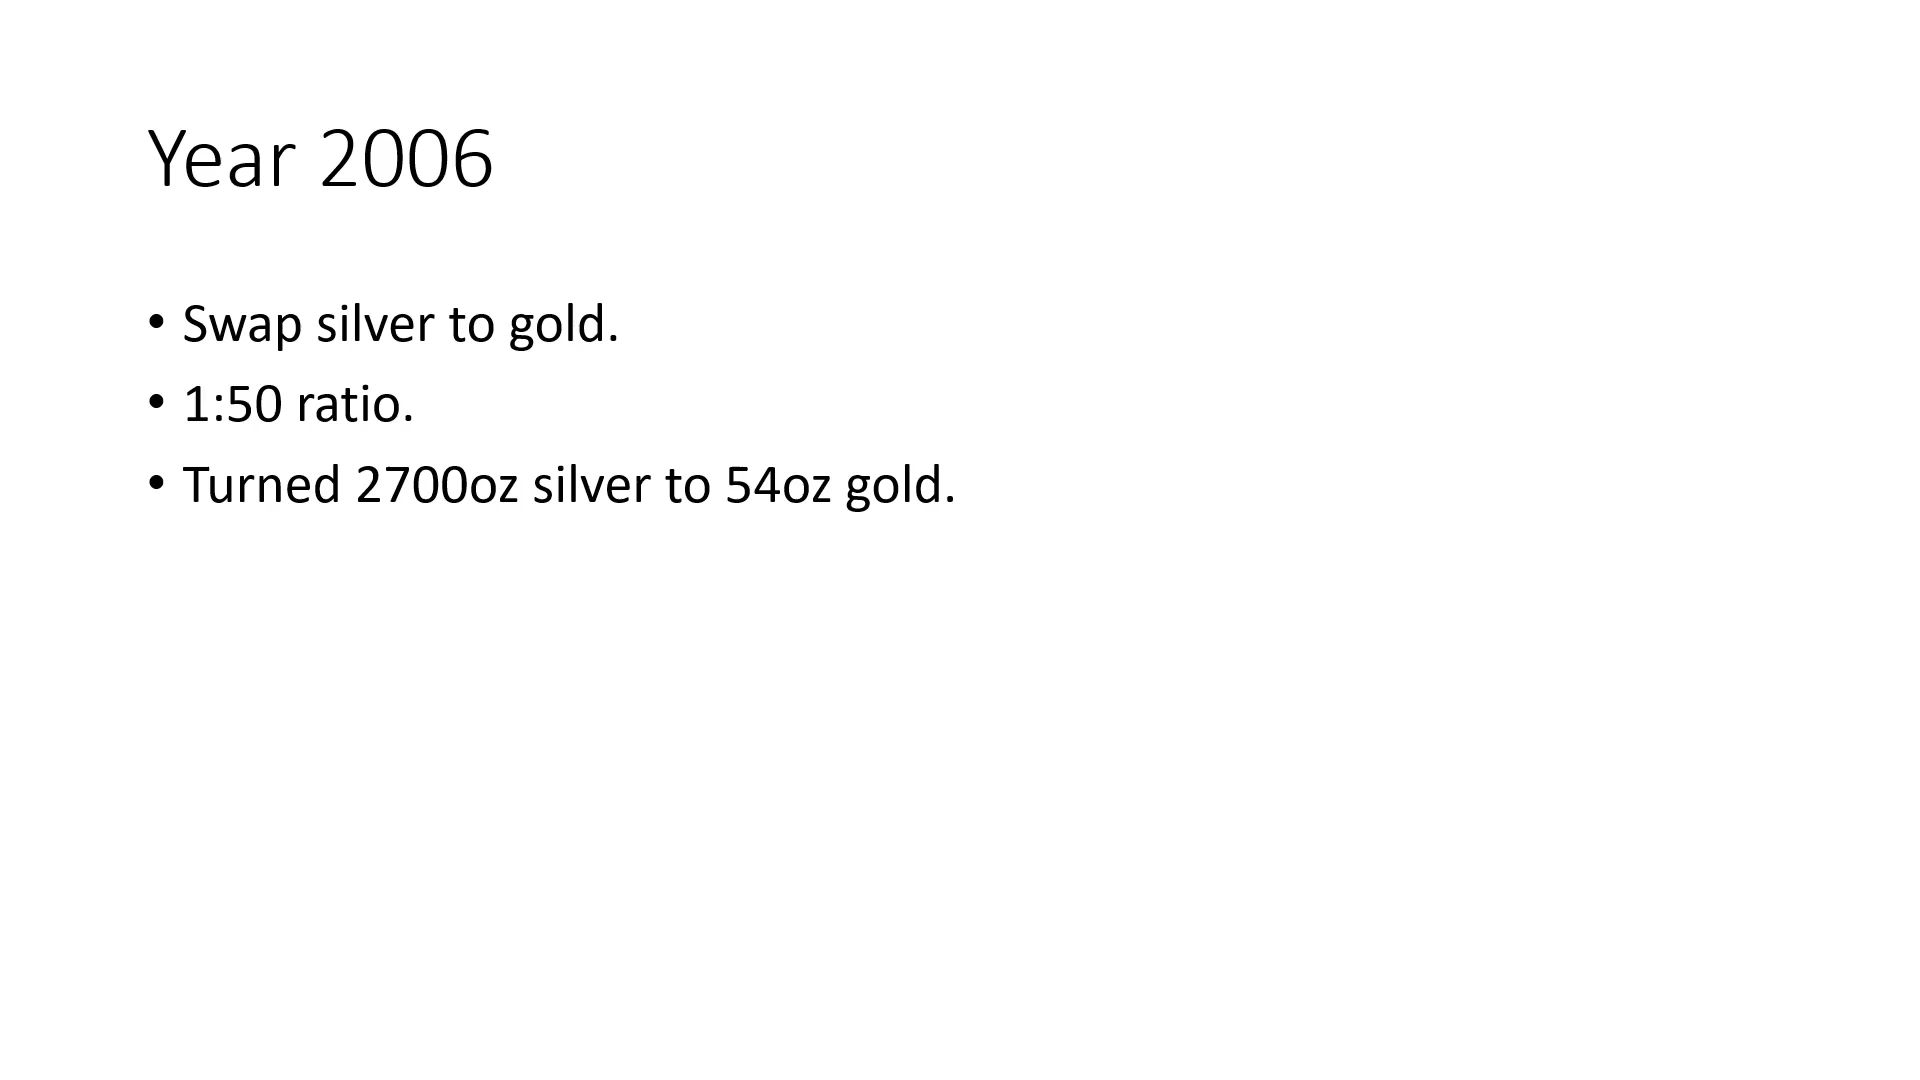 Year 2006
• Swap silver to gold.
• 1:50 ratio.
• Turned 2700oz silver to 54oz gold.